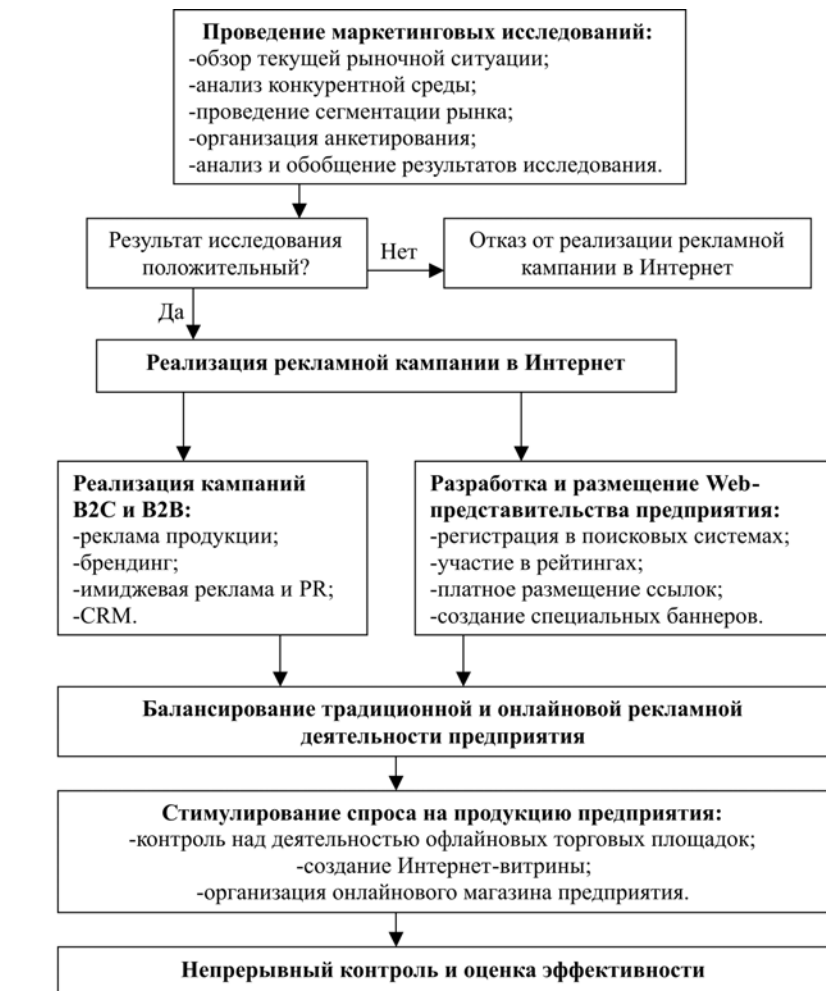 Проведение маркетинговых исследований:
-обзор текущей рыночной ситуации;
-анализ конкурентной среды;
-проведение сегментации рынка;
-организация анкетирования;
-анализ и обобщение результатов исследования.
Результат исследования
положительный?
Нет
Отказ от реализации рекламной
кампании в Интернет
Да
Реализация рекламной кампании в Интернет
Реализация кампаний
B2C и B2B:
-реклама продукции;
-брендинг;
-имиджевая реклама и PR;
-CRM.
Разработка и размещение Web-
представительства предприятия:
-регистрация в поисковых системах;
-участие в рейтингах;
-платное размещение ссылок;
-создание специальных баннеров.
Балансирование традиционной и онлайновой рекламной
деятельности предприятия
Стимулирование спроса на продукцию предприятия:
-контроль над деятельностью офлайновых торговых площадок;
-создание Интернет-витрины;
-организация онлайнового магазина предприятия.
Непрерывный контроль и оценка эффективности